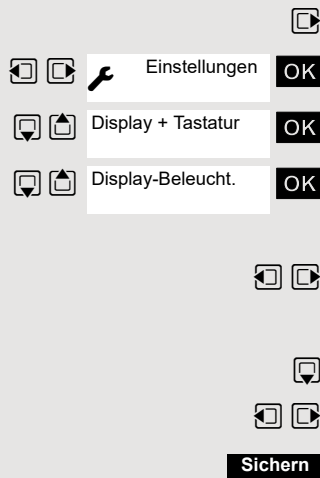 Einstellungen OK
Display + Tastatur OK
Display-Beleucht. OK
Sichern